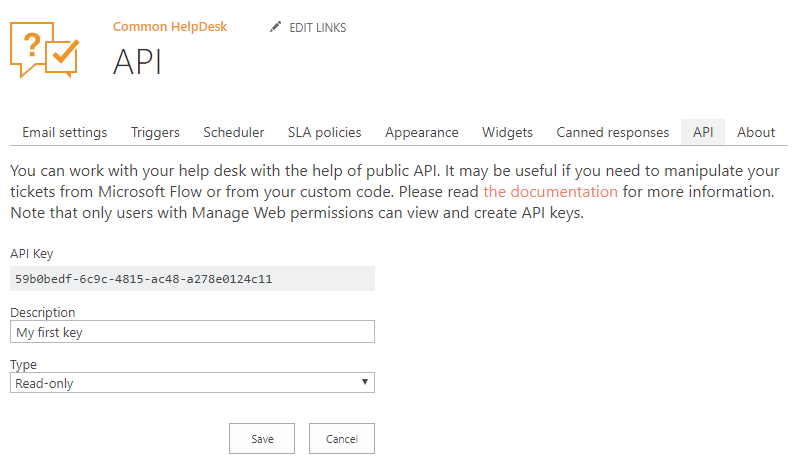 Common HelpDesk
EDIT LINKS
API
Email settings Triggers Scheduler SLA policies Appearance Widgets Canned responses API About
You can work with your help desk with the help of public API. It may be useful if you need to manipulate your
tickets from Microsoft Flow or from your custom code. Please read the documentation for more information.
Note that only users with Manage Web permissions can view and create API keys.
API Key
59b0bedf-6c9c-4815-ac48-a278e0124c11
Description
My first key
Type
Read-only
Save Cancel